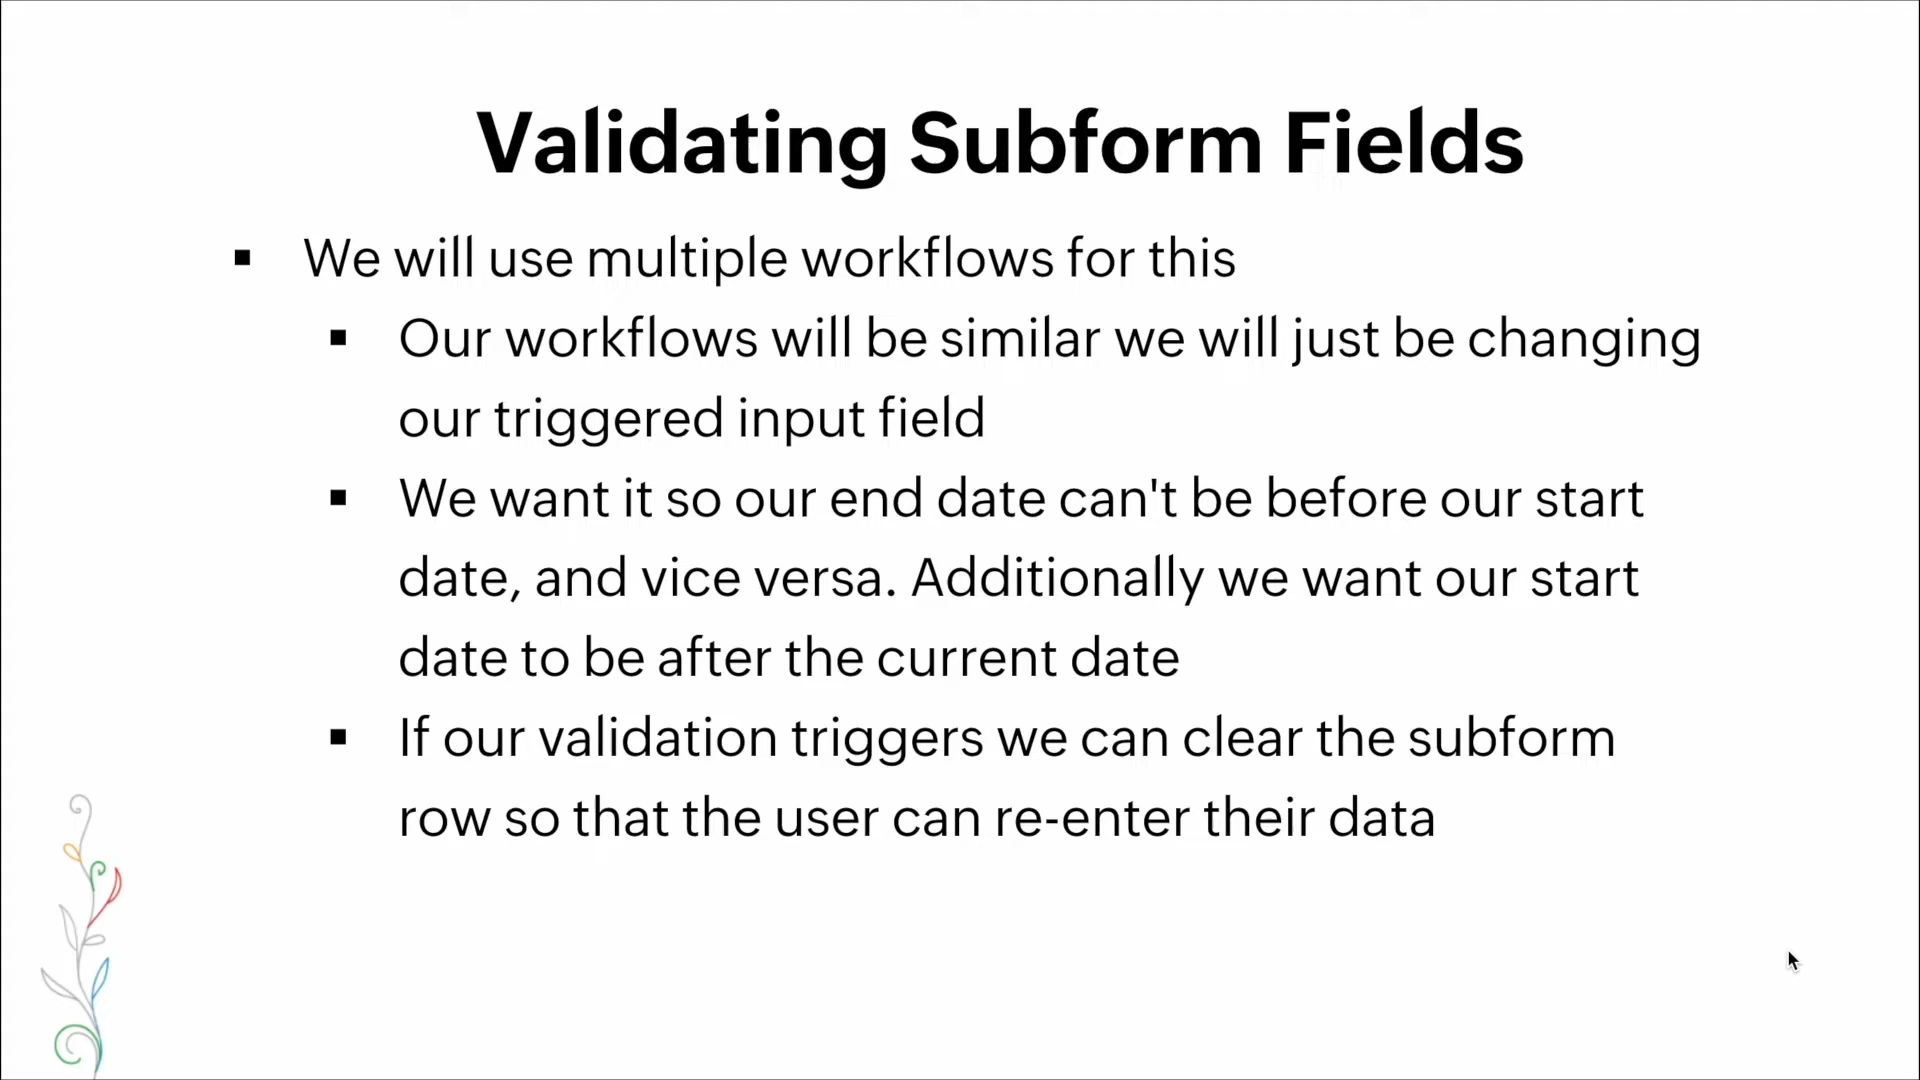 Validating Subform Fields
▪ We will use multiple workflows for this
▪ Our workflows will be similar we will just be changing
our triggered input field
▪ We want it so our end date can't be before our start
date, and vice versa. Additionally we want our start
date to be after the current date
▪ If our validation triggers we can clear the subform
row so that the user can re-enter their data